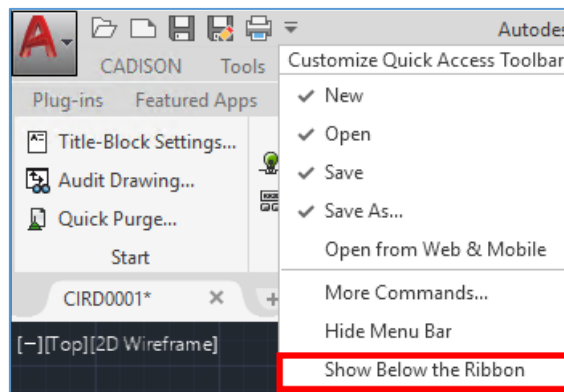 Autodes
CADISON Tools
Customize Quick Access Toolbar
Plug-ins Featured Apps
New
Open
Title-Block Settings...
Save
Audit Drawing...
Save As...
Quick Purge...
Open from Web & Mobile
Start
More Commands...
CIRD0001*
Hide Menu Bar
[−][Top][2D Wireframe]
Show Below the Ribbon